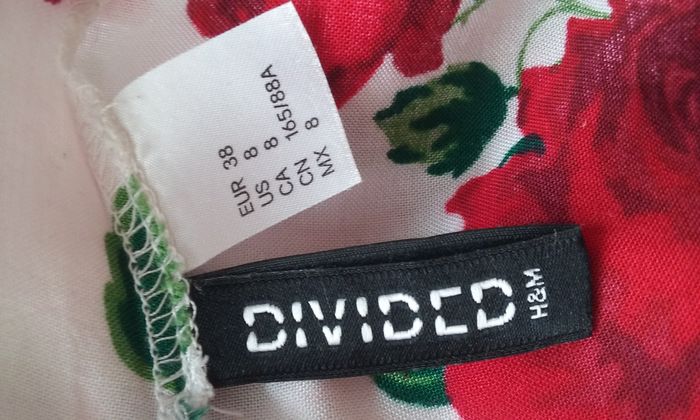 EUR 38
US 8
CA 8
CN 165/88A
MX 8
DIVIDED
H&M